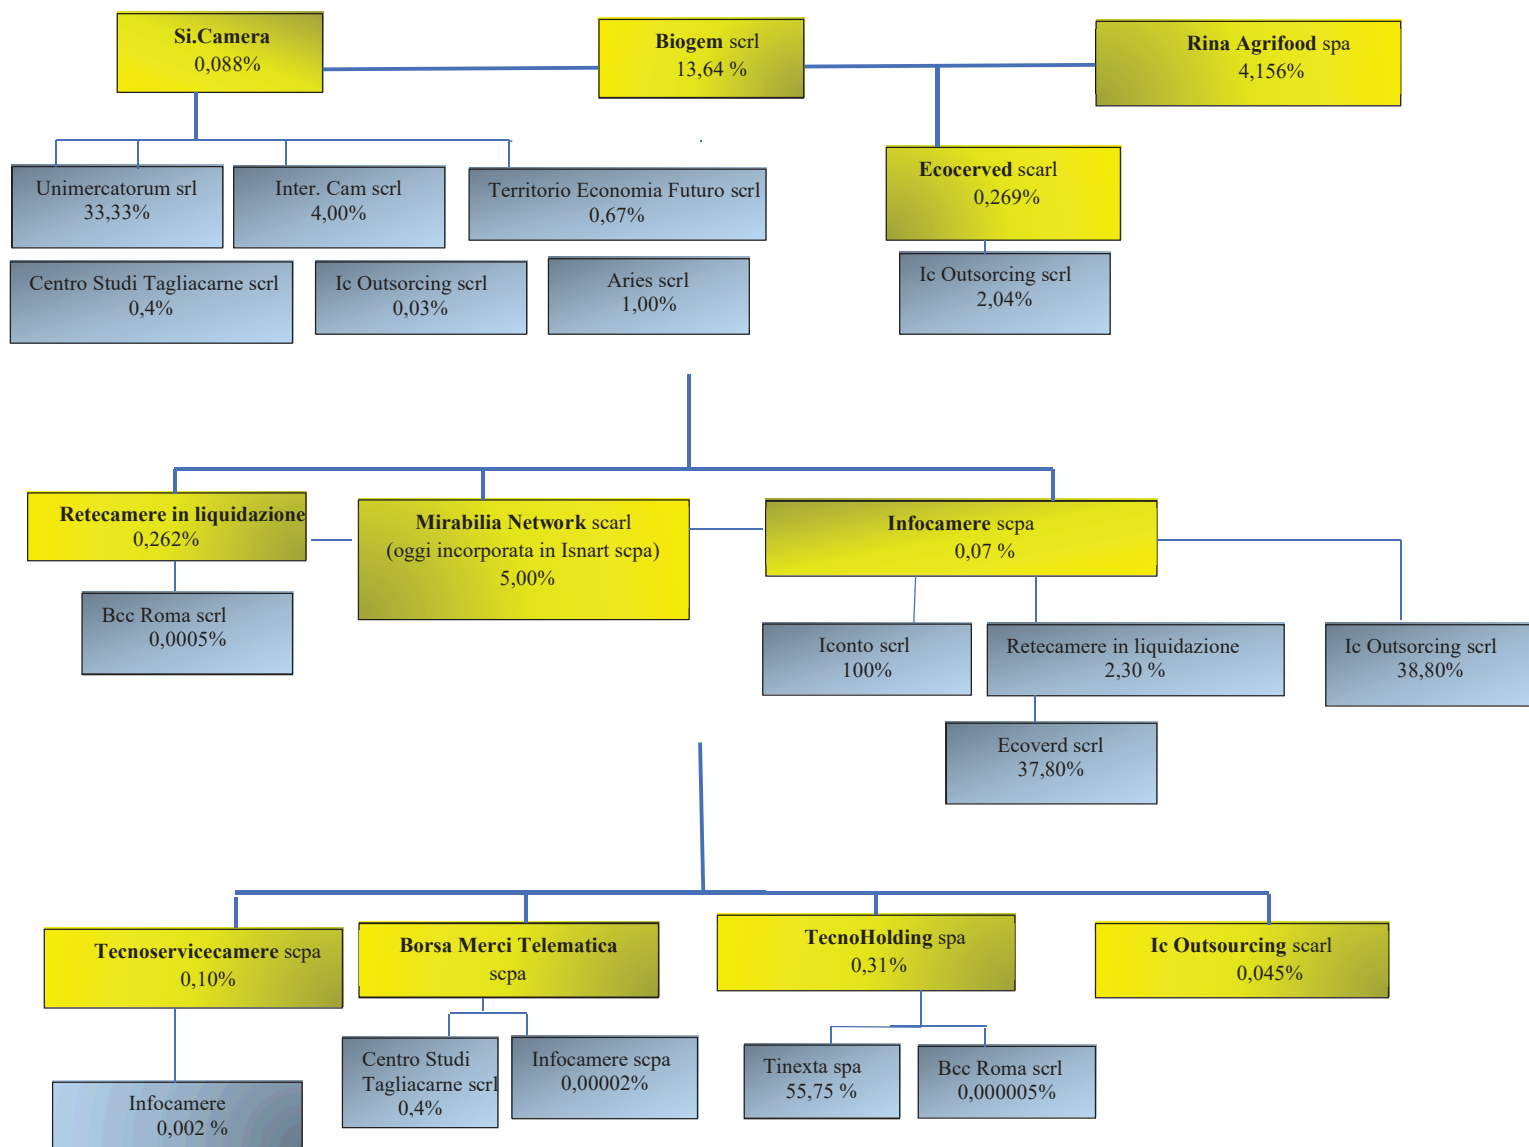 Si.Camera
0,088%
Biogem scrl
13,64 %
Rina Agrifood spa
4,156%
Unimercatorum srl
33,33%
Inter. Cam scrl
4,00%
Territorio Economia Futuro scrl
0,67%
Ecocerved scarl
0,269%
Centro Studi Tagliacarne scrl
0,4%
Ic Outsorcing scrl
0,03%
Aries scrl
1,00%
Ic Outsorcing scrl
2,04%
Retecamere in liquidazione
0,262%
Mirabilia Network scarl
(oggi incorporata in Isnart scpa)
5,00%
Infocamere scpa
0,07 %
Bcc Roma scrl
0,0005%
Iconto scrl
100%
Retecamere in liquidazione
2,30 %
Ic Outsorcing scrl
38,80%
Ecoverd scrl
37,80%
Tecnoservicecamere scpa
0,10%
Borsa Merci Telematica
scpa
TecnoHolding spa
0,31%
Ic Outsourcing scarl
0,045%
Infocamere
0,002 %
Centro Studi
Tagliacarne scrl
0,4%
Infocamere scpa
0,00002%
Tinexta spa
55,75 %
Bcc Roma scrl
0,000005%